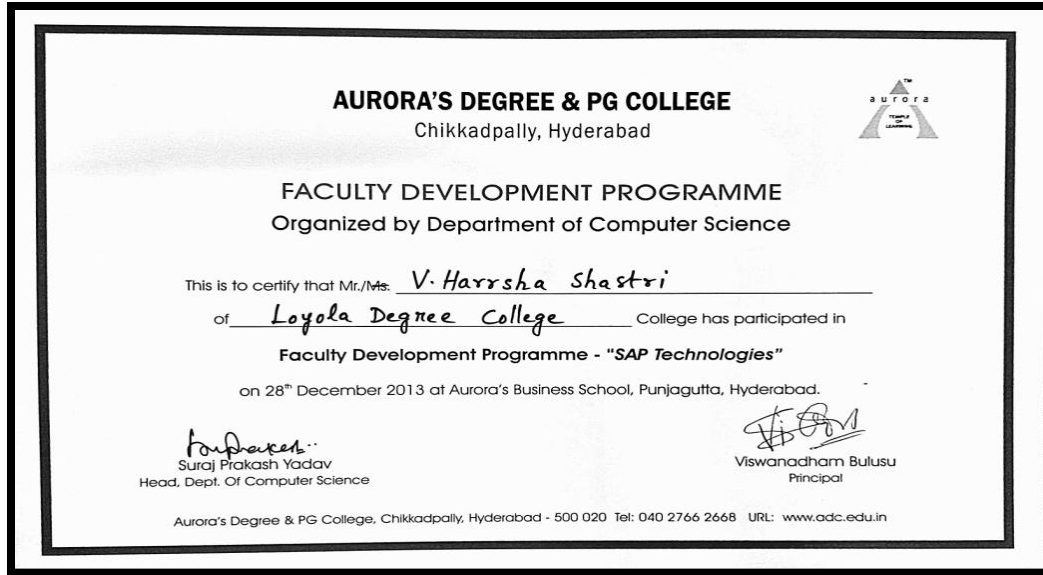 AURORA'S DEGREE & PG COLLEGE
Chikkadpally, Hyderabad
TM
aurora
TEMPLE
OF
LEARNING
FACULTY DEVELOPMENT PROGRAMME
Organized by Department of Computer Science
This is to certify that Mr./Ms. V. Harrsha Shastri
of Loyola Degree College College has participated in
Faculty Development Programme - "SAP Technologies"
on 28th December 2013 at Aurora's Business School, Punjagutta, Hyderabad.
Suraj Prakash Yadav
Head, Dept. Of Computer Science
Viswanadham Bulusu
Principal
Aurora's Degree & PG College, Chikkadpally, Hyderabad - 500 020 Tel: 040 2766 2668 URL: www.adc.edu.in